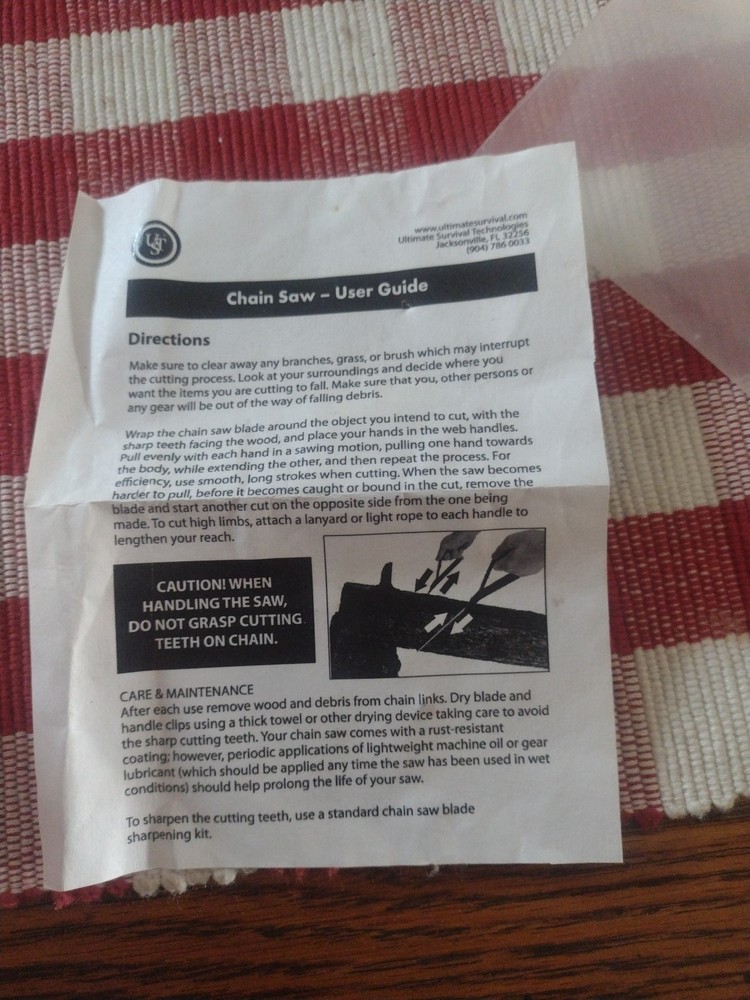 UST
www.ultimatesurvival.com
Ultimate Survival Technologies
Jacksonville, FL 32256
(904) 786 0033
Chain Saw – User Guide
Directions
Make sure to clear away any branches, grass, or brush which may interrupt
the cutting process. Look at your surroundings and decide where you
want the items you are cutting to fall. Make sure that you, other persons or
any gear will be out of the way of falling debris.
Wrap the chain saw blade around the object you intend to cut, with the
sharp teeth facing the wood, and place your hands in the web handles.
Pull evenly with each hand in a sawing motion, pulling one hand towards
the body, while extending the other, and then repeat the process. For
efficiency, use smooth, long strokes when cutting. When the saw becomes
harder to pull, before it becomes caught or bound in the cut, remove the
blade and start another cut on the opposite side from the one being
made. To cut high limbs, attach a lanyard or light rope to each handle to
lengthen your reach.
CAUTION! WHEN
HANDLING THE SAW,
DO NOT GRASP CUTTING
TEETH ON CHAIN.
CARE & MAINTENANCE
After each use remove wood and debris from chain links. Dry blade and
handle clips using a thick towel or other drying device taking care to avoid
the sharp cutting teeth. Your chain saw comes with a rust-resistant
coating; however, periodic applications of lightweight machine oil or gear
lubricant (which should be applied any time the saw has been used in wet
conditions) should help prolong the life of your saw.
To sharpen the cutting teeth, use a standard chain saw blade
sharpening kit.